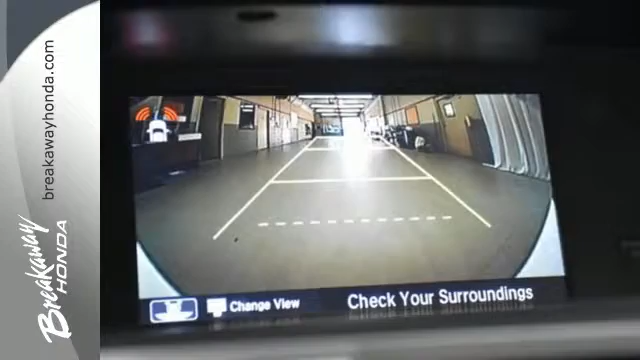 breakawayhonda.com
Breakaway
HONDA
Change View
Check Your Surroundings